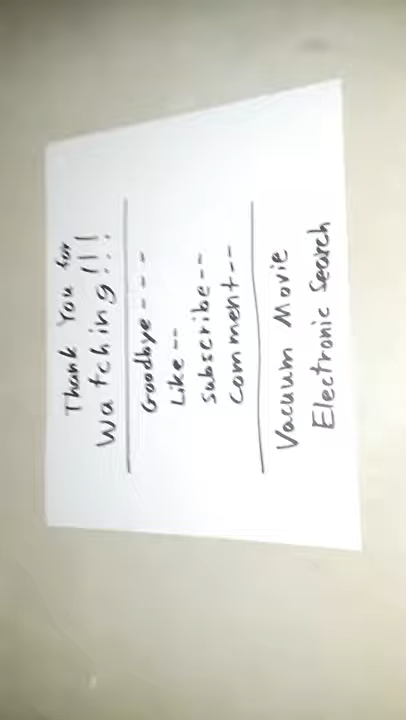 Thank You for
Watching!!!
Goodbye----
Like--
Subscribe--
Comment--
Vacuum Movie
Electronic Search